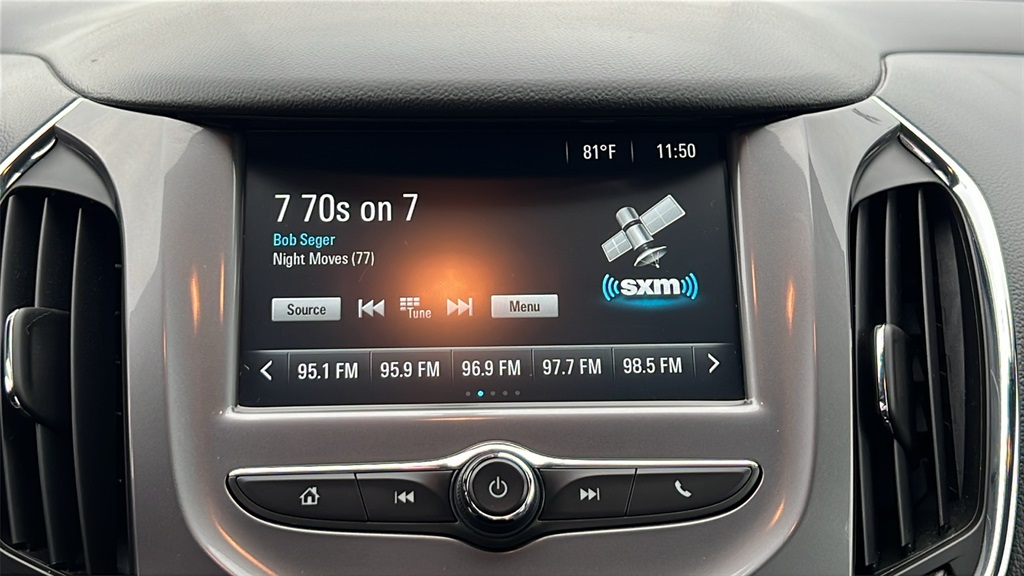 81°F 11:50
7 70s on 7
Bob Seger
Night Moves (77)
sxm
Source Tune Menu
95.1 FM 95.9 FM 96.9 FM 97.7 FM 98.5 FM